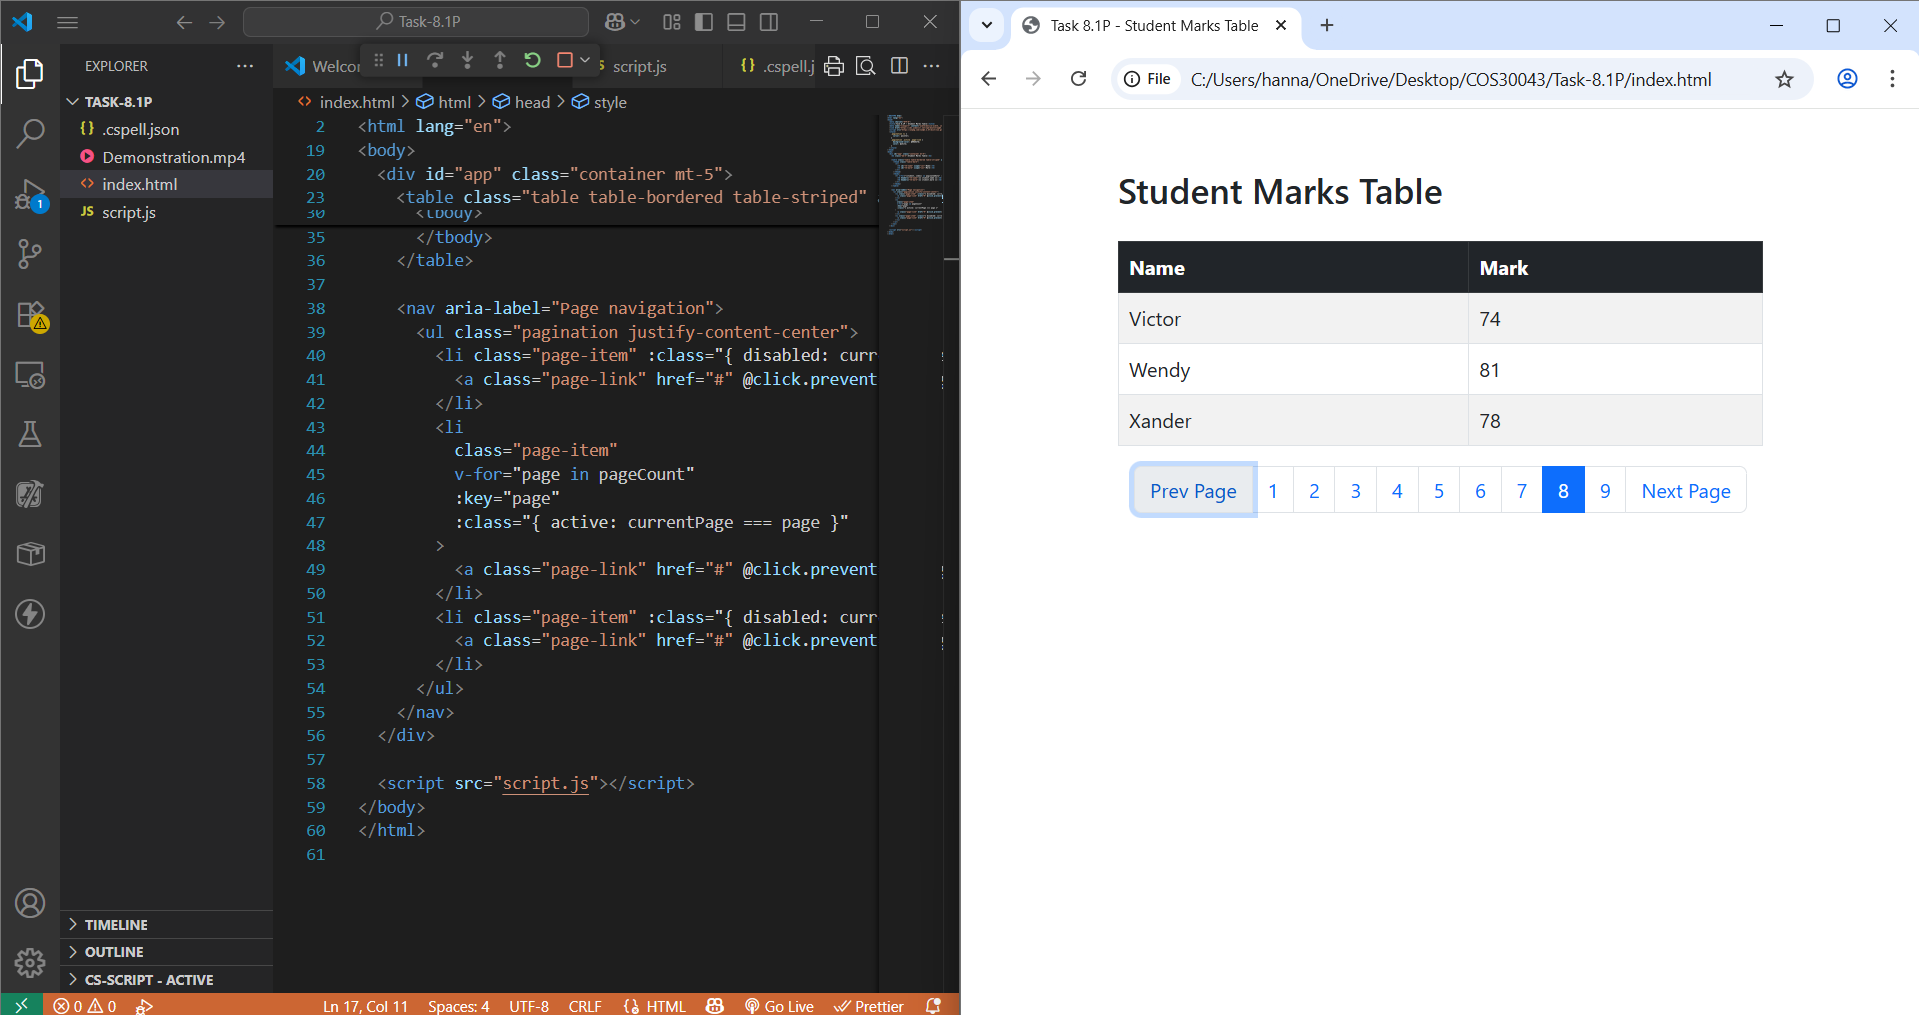 Task-8.1P
EXPLORER
TASK-8.1P
{} .cspell.json
Demonstration.mp4
<> index.html
JS script.js
TIMELINE
OUTLINE
CS-SCRIPT - ACTIVE
script.js
{} .cspell.j
<> index.html > html > head > style
2 <html lang="en">
19 <body>
20 <div id="app" class="container mt-5">
23 <table class="table table-bordered table-striped"
30 <tbody>
35 </tbody>
36 </table>
37
38 <nav aria-label="Page navigation">
39 <ul class="pagination justify-content-center">
40 <li class="page-item" :class="{ disabled: curr
41 <a class="page-link" href="#" @click.prevent
42 </li>
43 <li
44 class="page-item"
45 v-for="page in pageCount"
46 :key="page"
47 :class="{ active: currentPage === page }"
48 >
49 <a class="page-link" href="#" @click.prevent
50 </li>
51 <li class="page-item" :class="{ disabled: curr
52 <a class="page-link" href="#" @click.prevent
53 </li>
54 </ul>
55 </nav>
56 </div>
57
58 <script src="script.js"></script>
59 </body>
60 </html>
61
1
0 0 Ln 17, Col 11 Spaces: 4 UTF-8 CRLF HTML Go Live Prettier
Task 8.1P - Student Marks Table
File C:/Users/hanna/OneDrive/Desktop/COS30043/Task-8.1P/index.html
Student Marks Table
Name Mark
Victor 74
Wendy 81
Xander 78
Prev Page 1 2 3 4 5 6 7 8 9 Next Page